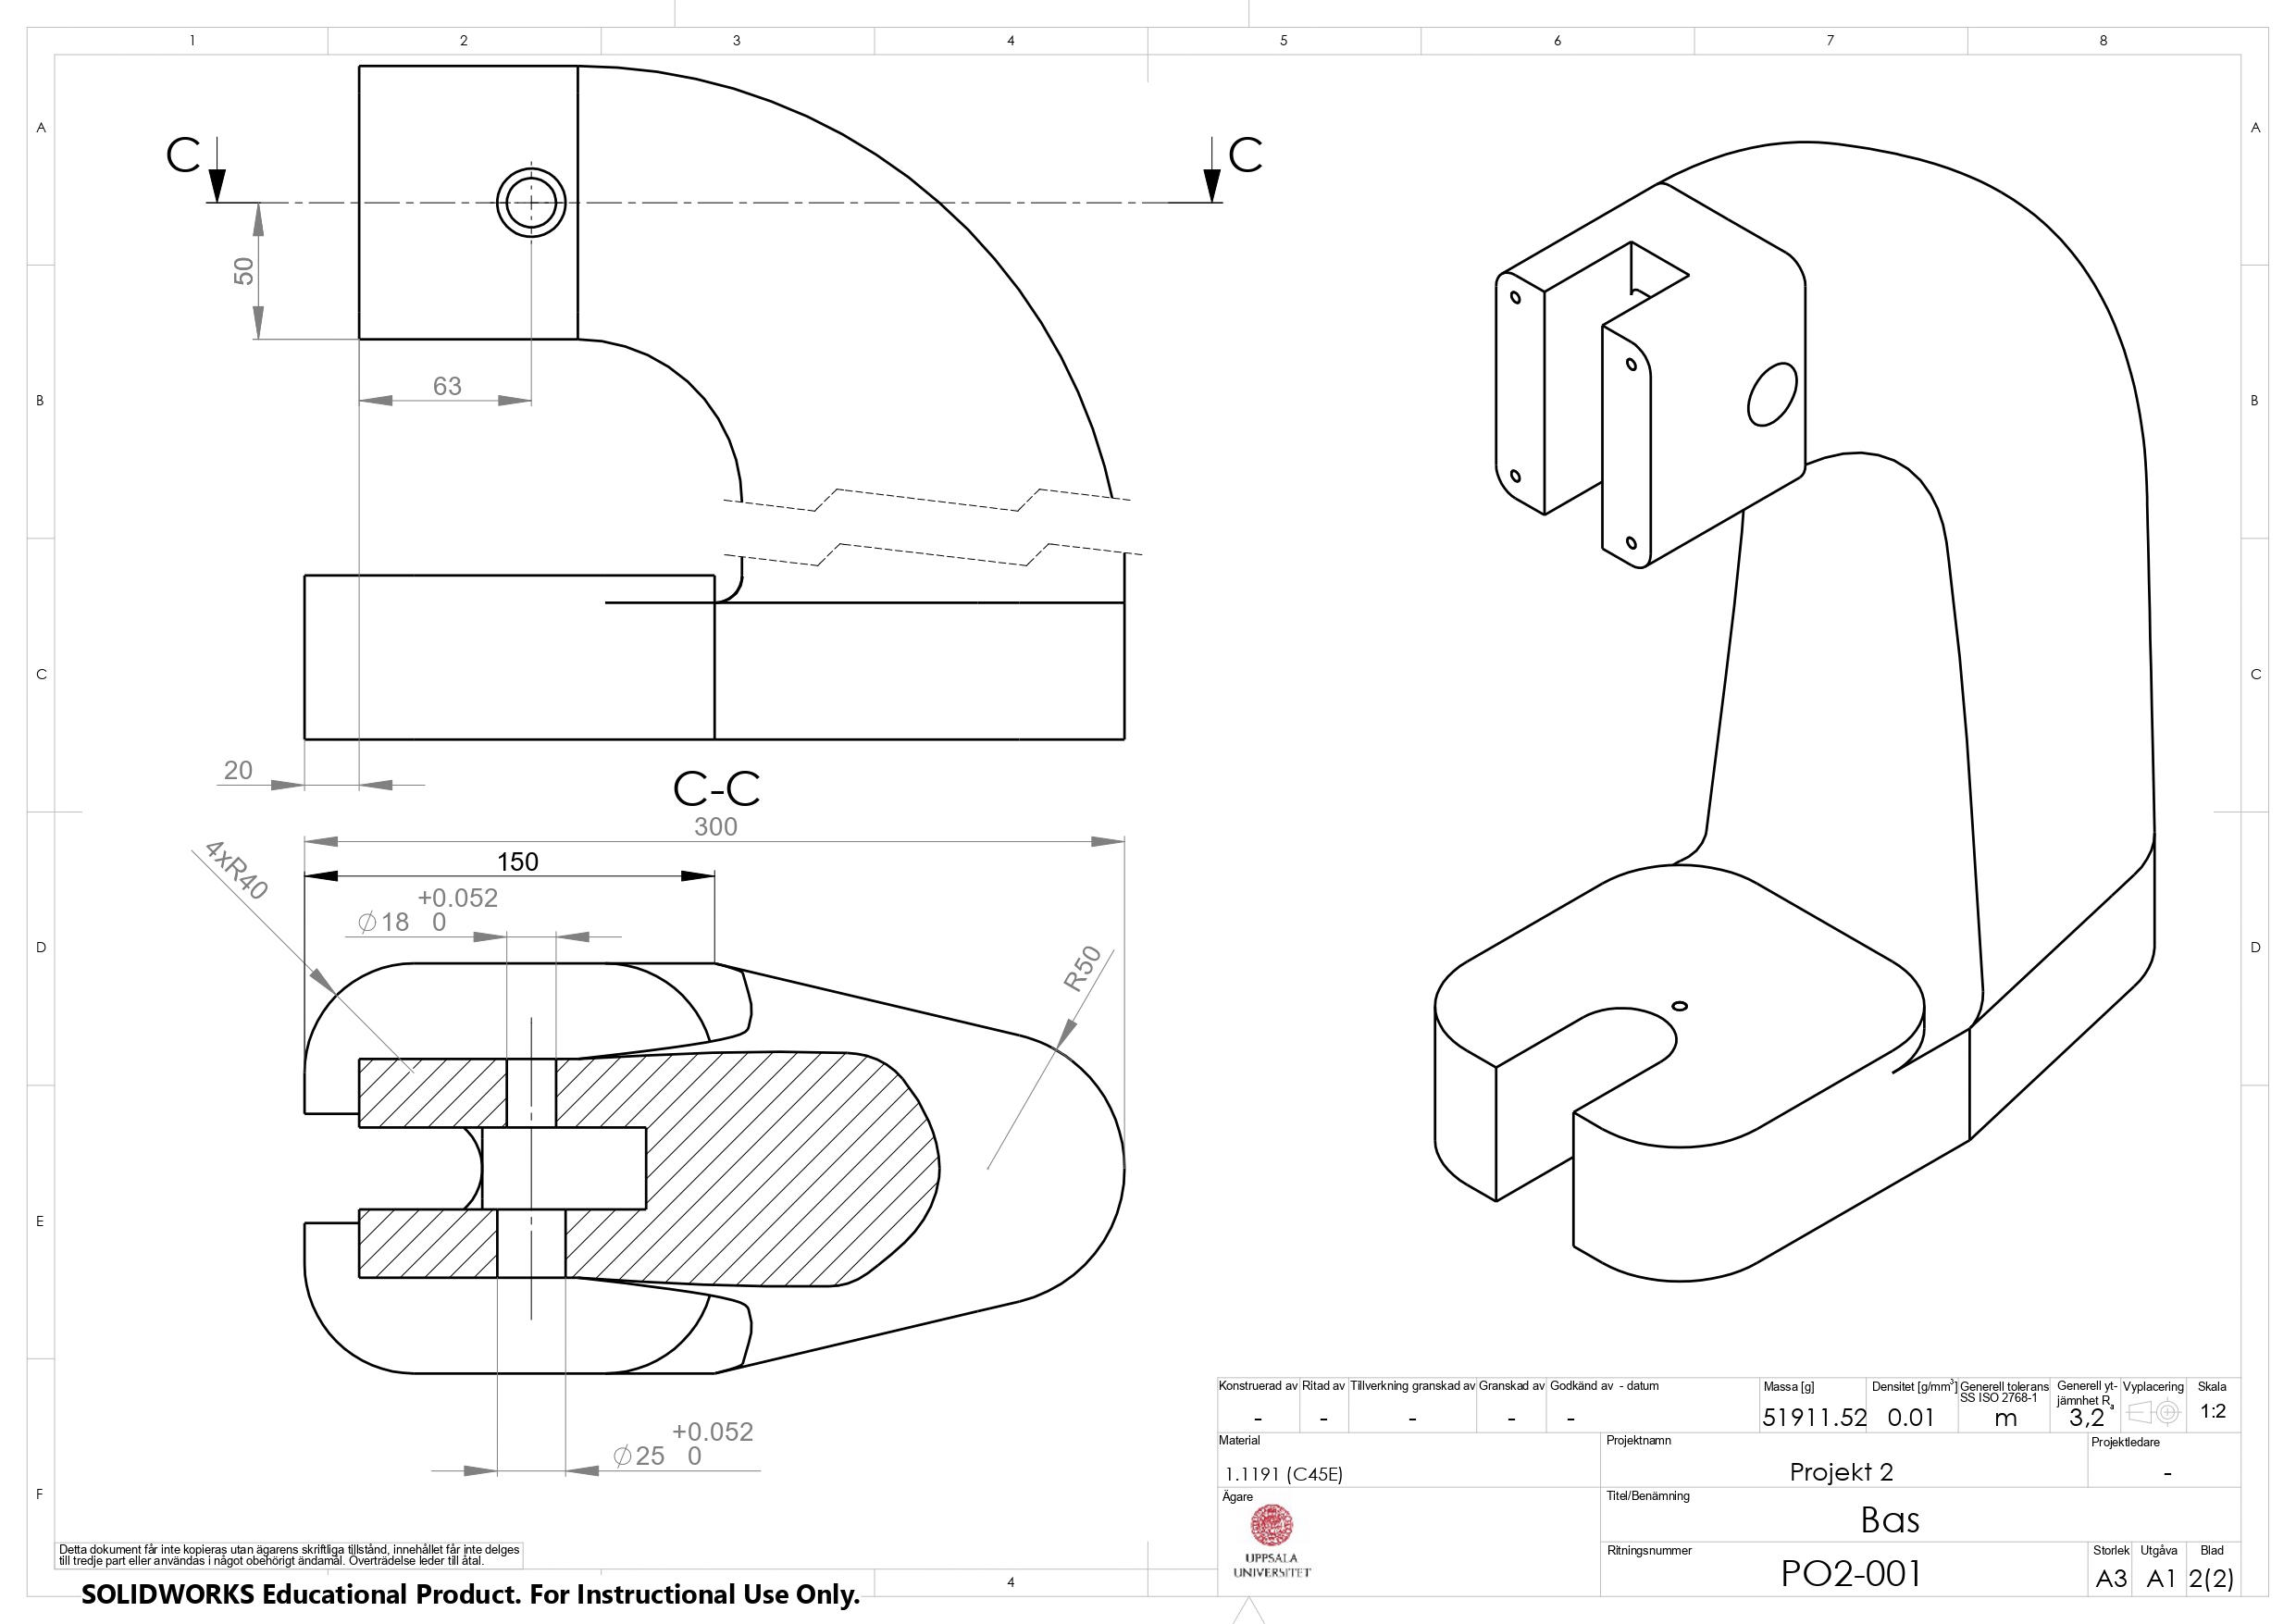 1 2 3 4 5 6 7 8
A A
C C
50
B B
63
C C
20
C-C
300
4xR40
150
+0.052
⌀18 0
R50
D D
E E
+0.052
⌀25 0
F
Konstruerad av Ritad av Tillverkning granskad av Granskad av Godkänd av - datum Massa [g] Densitet [g/mm³] Generell tolerans SS ISO 2768-1 Generell yt-jämnhet Ra Vyplacering Skala
- - - - - 51911.52 0.01 m 3,2 1:2
Material Projektnamn Projektledare
1.1191 (C45E) Projekt 2 -
Ägare Titel/Benämning
Bas
UPPSALA
UNIVERSITET
Ritningsnummer Storlek Utgåva Blad
PO2-001 A3 A1 2(2)
Detta dokument får inte kopieras utan ägarens skriftliga tillstånd, innehållet får inte delges
till tredje part eller användas i något obehörigt ändamål. Överträdelse leder till åtal.
4
SOLIDWORKS Educational Product. For Instructional Use Only.